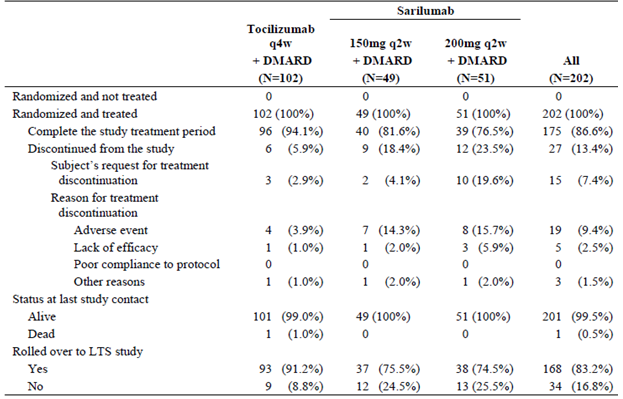 Sarilumab
Tocilizumab
q4w 150mg q2w 200mg q2w
+ DMARD + DMARD + DMARD All
(N=102) (N=49) (N=51) (N=202)
Randomized and not treated 0 0 0 0
Randomized and treated 102 (100%) 49 (100%) 51 (100%) 202 (100%)
Complete the study treatment period 96 (94.1%) 40 (81.6%) 39 (76.5%) 175 (86.6%)
Discontinued from the study 6 (5.9%) 9 (18.4%) 12 (23.5%) 27 (13.4%)
Subject's request for treatment
discontinuation 3 (2.9%) 2 (4.1%) 10 (19.6%) 15 (7.4%)
Reason for treatment
discontinuation
Adverse event 4 (3.9%) 7 (14.3%) 8 (15.7%) 19 (9.4%)
Lack of efficacy 1 (1.0%) 1 (2.0%) 3 (5.9%) 5 (2.5%)
Poor compliance to protocol 0 0 0 0
Other reasons 1 (1.0%) 1 (2.0%) 1 (2.0%) 3 (1.5%)
Status at last study contact
Alive 101 (99.0%) 49 (100%) 51 (100%) 201 (99.5%)
Dead 1 (1.0%) 0 0 1 (0.5%)
Rolled over to LTS study
Yes 93 (91.2%) 37 (75.5%) 38 (74.5%) 168 (83.2%)
No 9 (8.8%) 12 (24.5%) 13 (25.5%) 34 (16.8%)